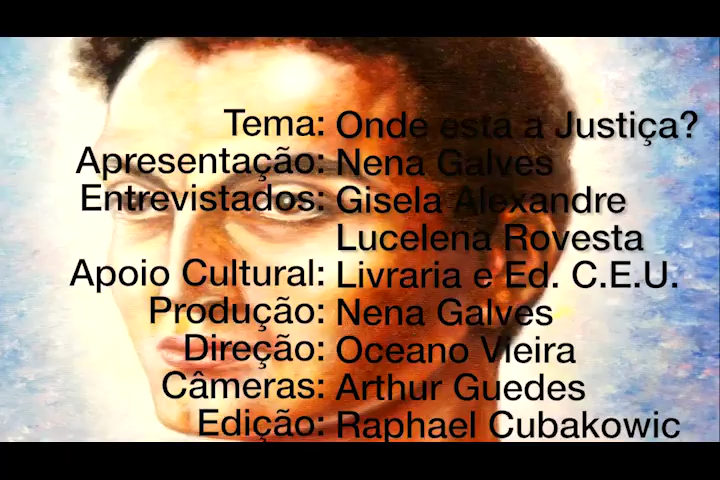 Tema: Onde está a Justiça?
Apresentação: Nena Galves
Entrevistados: Gisela Alexandre
Lucelena Rovesta
Apoio Cultural: Livraria e Ed. C.E.U.
Produção: Nena Galves
Direção: Oceano Vieira
Câmeras: Arthur Guedes
Edição: Raphael Cubakowic